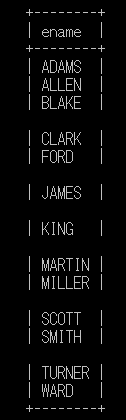 +---------+
| ename   |
+---------+
| ADAMS   |
| ALLEN   |
| BLAKE   |
| CLARK   |
| FORD    |
| JAMES   |
| KING    |
| MARTIN  |
| MILLER  |
| SCOTT   |
| SMITH   |
| TURNER  |
| WARD    |
+---------+